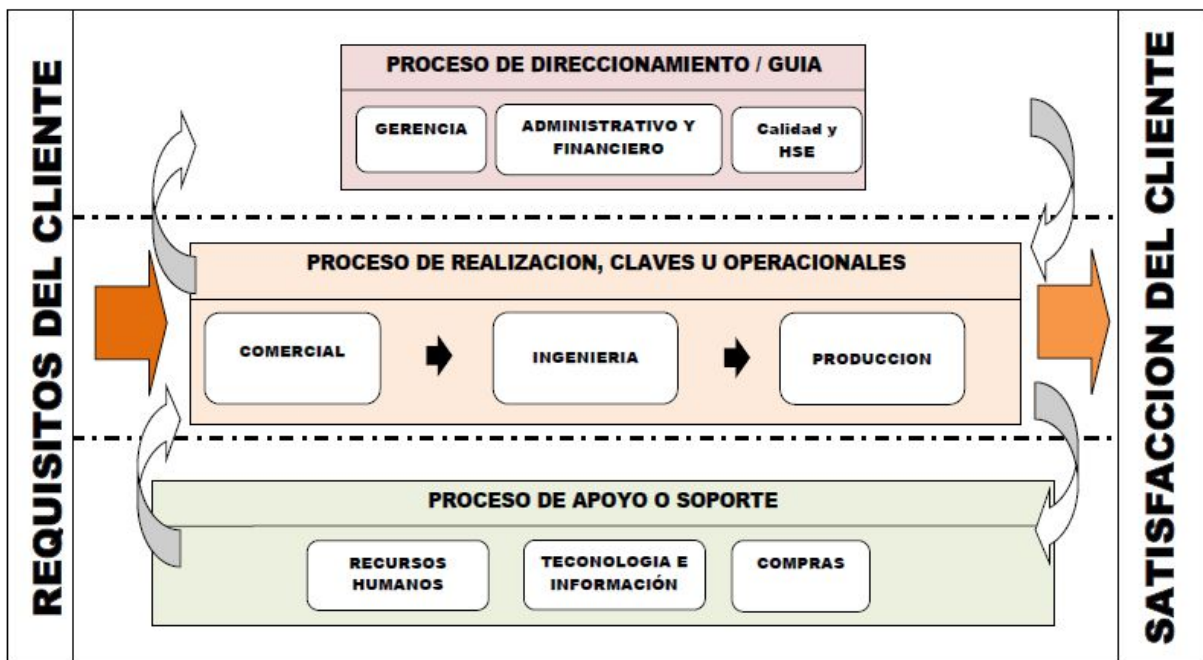 REQUISITOS DEL CLIENTE
PROCESO DE DIRECCIONAMIENTO / GUIA
GERENCIA
ADMINISTRATIVO Y
FINANCIERO
Calidad y
HSE
PROCESO DE REALIZACION, CLAVES U OPERACIONALES
COMERCIAL
INGENIERIA
PRODUCCION
PROCESO DE APOYO O SOPORTE
RECURSOS
HUMANOS
TECONOLOGIA E
INFORMACIÓN
COMPRAS
SATISFACCION DEL CLIENTE